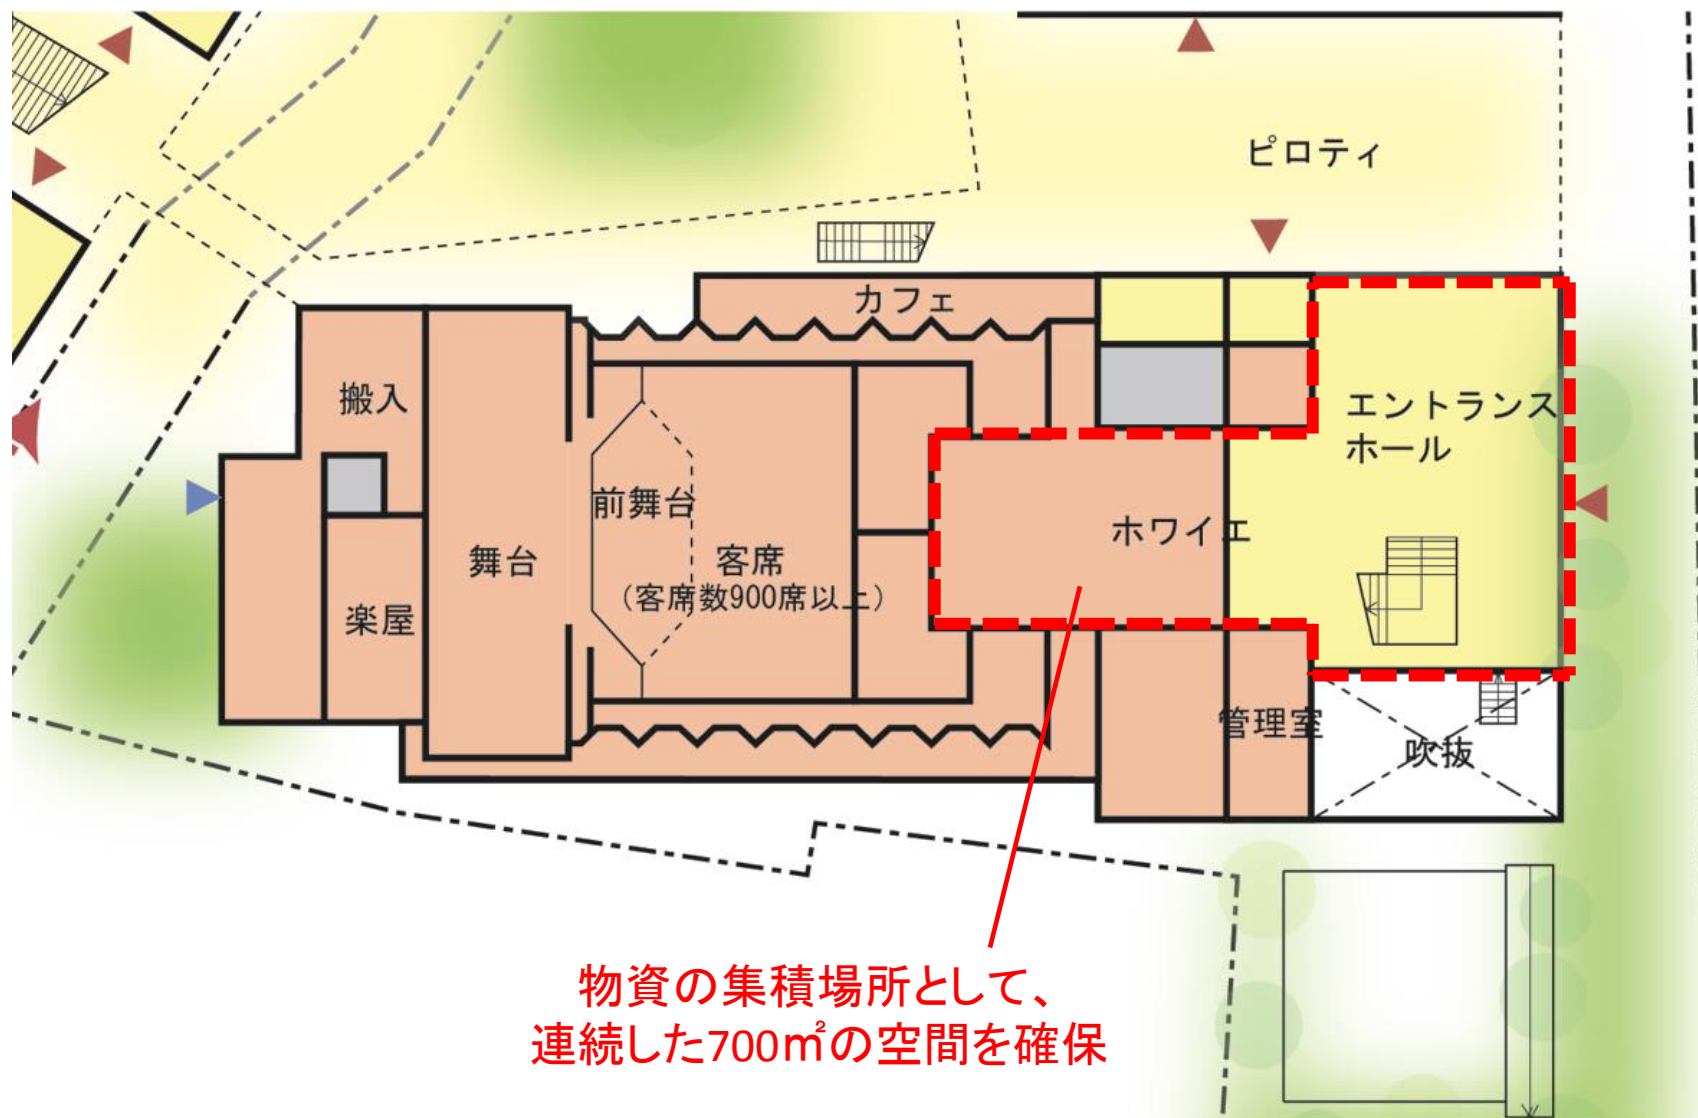 ピロティ
カフェ
搬入
エントランス
ホール
前舞台
ホワイエ
舞台
客席
（客席数900席以上）
楽屋
管理室
吹抜
物資の集積場所として、
連続した700㎡の空間を確保